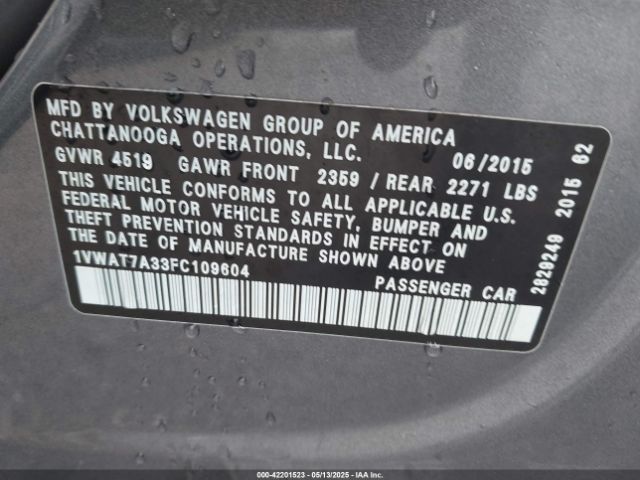 MFD BY VOLKSWAGEN GROUP OF AMERICA
CHATTANOOGA OPERATIONS, LLC. 06/2015
GVWR 4519 GAWR FRONT 2359 / REAR 2271 LBS
THIS VEHICLE CONFORMS TO ALL APPLICABLE U.S.
FEDERAL MOTOR VEHICLE SAFETY, BUMPER AND
THEFT PREVENTION STANDARDS IN EFFECT ON
THE DATE OF MANUFACTURE SHOWN ABOVE
1VWAT7A33FC109604 PASSENGER CAR
2829249 2015 62
000-42201523 - 05/13/2025 - IAA Inc.